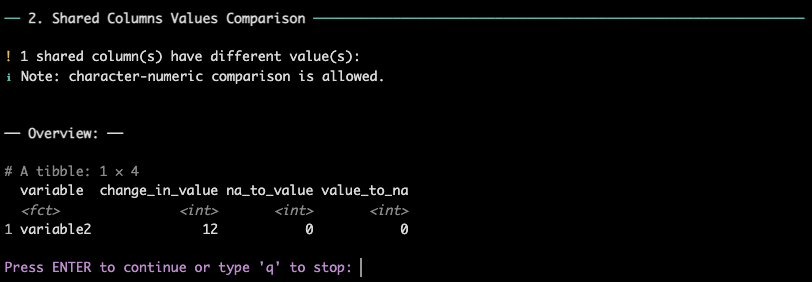 ── 2. Shared Columns Values Comparison ──────────────────────────────
! 1 shared column(s) have different value(s):
ℹ Note: character-numeric comparison is allowed.
── Overview: ──
# A tibble: 1 × 4
variable change_in_value na_to_value value_to_na
<fct> <int> <int> <int>
1 variable2 12 0 0
Press ENTER to continue or type 'q' to stop: